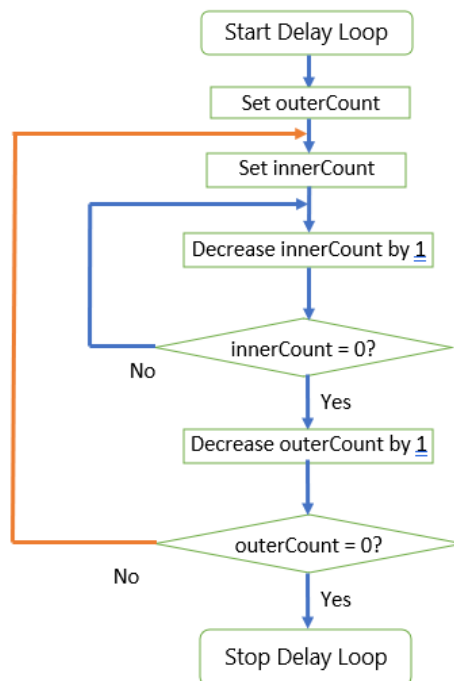 Start Delay Loop
Set outerCount
Set innerCount
Decrease innerCount by 1
innerCount = 0?
No
Yes
Decrease outerCount by 1
outerCount = 0?
No
Yes
Stop Delay Loop